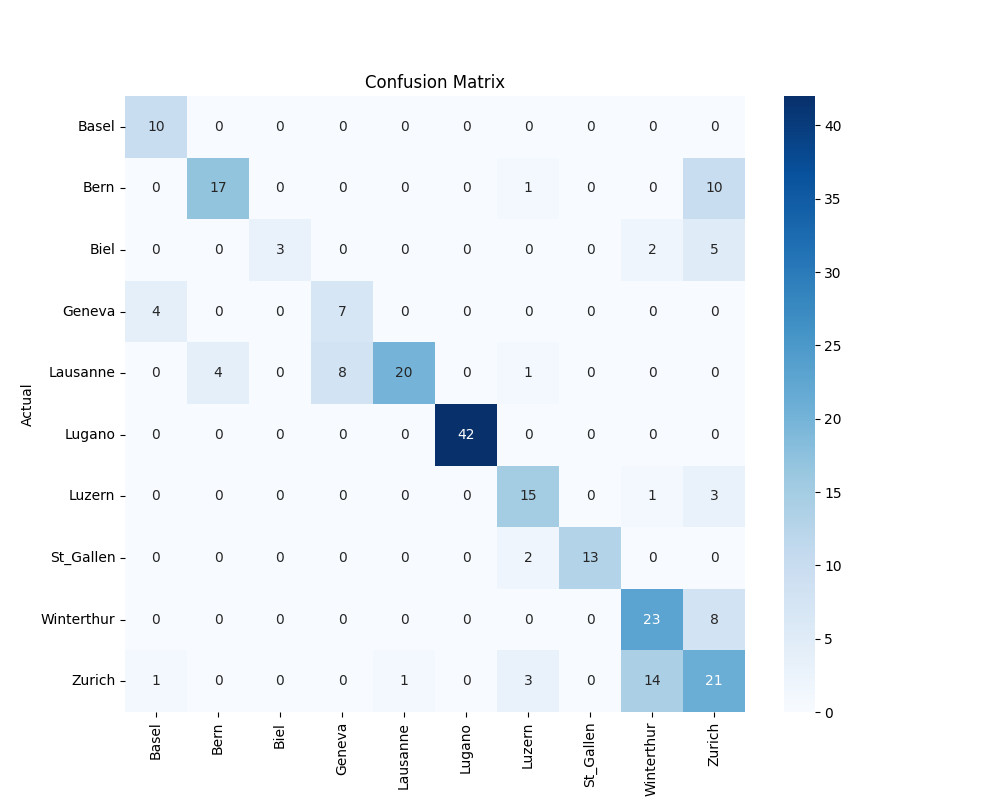 Confusion Matrix
Actual
Basel 10 0 0 0 0 0 0 0 0 0
Bern 0 17 0 0 0 0 1 0 0 10
Biel 0 0 3 0 0 0 0 0 2 5
Geneva 4 0 0 7 0 0 0 0 0 0
Lausanne 0 4 0 8 20 0 1 0 0 0
Lugano 0 0 0 0 0 42 0 0 0 0
Luzern 0 0 0 0 0 0 15 0 1 3
St_Gallen 0 0 0 0 0 0 2 13 0 0
Winterthur 0 0 0 0 0 0 0 0 23 8
Zurich 1 0 0 0 1 0 3 0 14 21
Basel Bern Biel Geneva Lausanne Lugano Luzern St_Gallen Winterthur Zurich
40
35
30
25
20
15
10
5
0